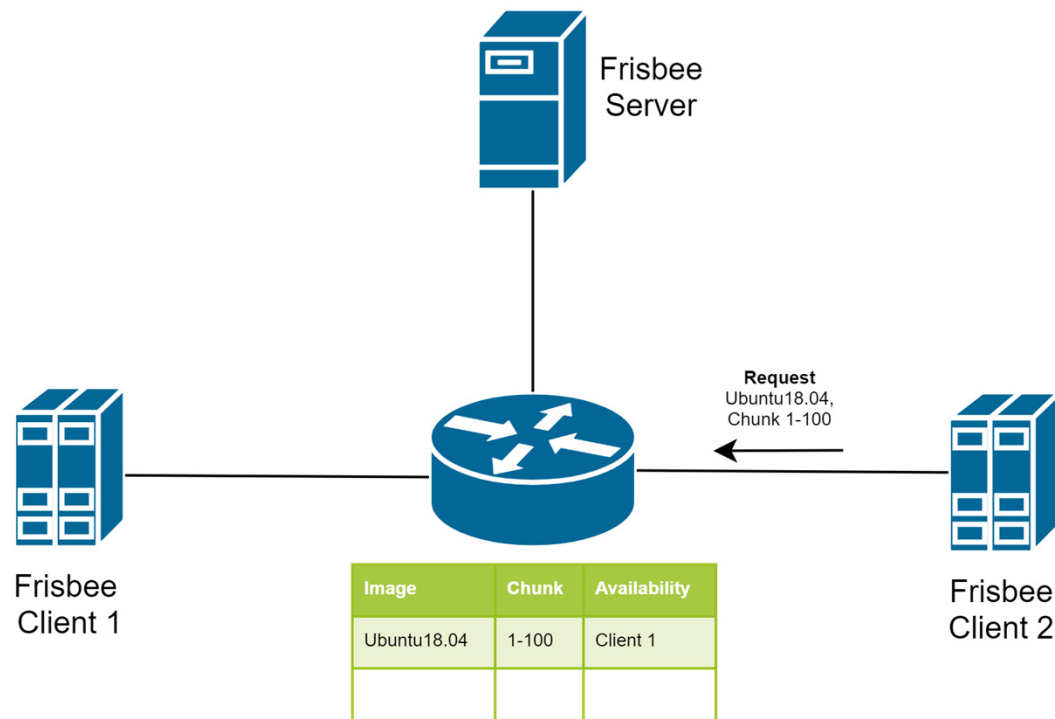 Frisbee
Server
Request
Ubuntu18.04,
Chunk 1-100
Frisbee
Client 1
Frisbee
Client 2
Image Chunk Availability
Ubuntu18.04 1-100 Client 1